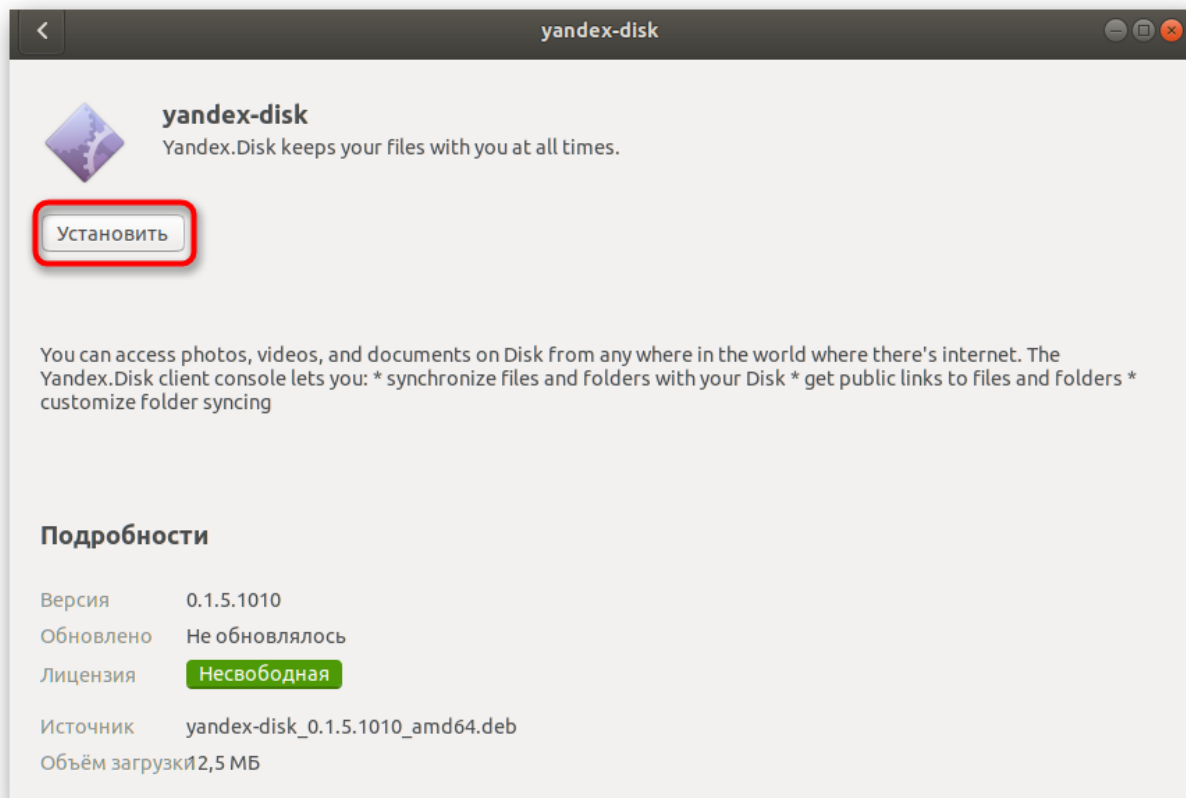 yandex-disk
yandex-disk
Yandex.Disk keeps your files with you at all times.
Установить
You can access photos, videos, and documents on Disk from any where in the world where there's internet. The
Yandex.Disk client console lets you: * synchronize files and folders with your Disk * get public links to files and folders *
customize folder syncing
Подробности
Версия 0.1.5.1010
Обновлено Не обновлялось
Лицензия Несвободная
Источник yandex-disk_0.1.5.1010_amd64.deb
Объём загрузки 12,5 МБ